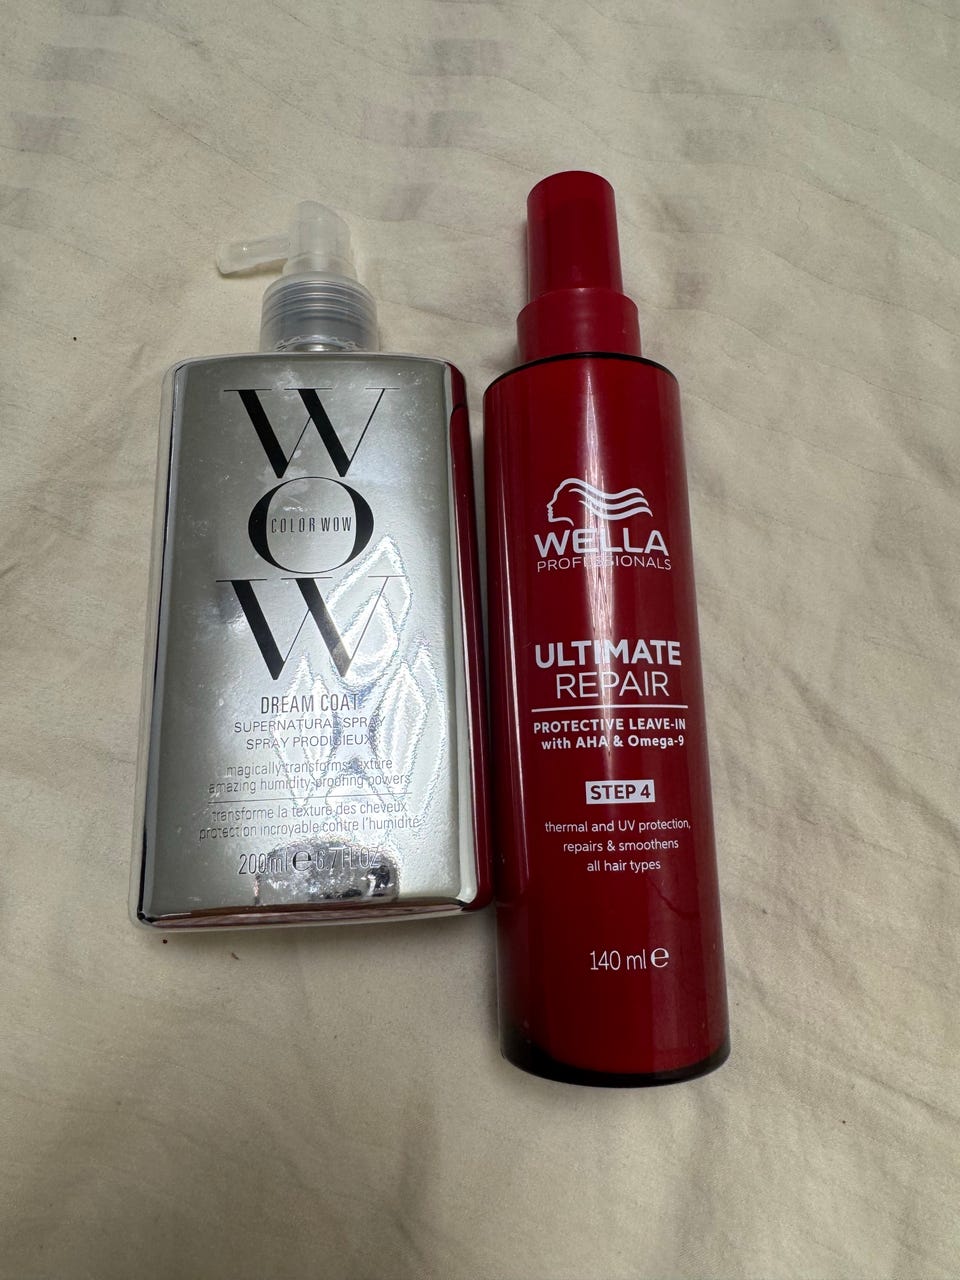 W
O
COLOR WOW
W
DREAM COAT
SUPERNATURAL SPRAY
SPRAY PRODIGIEUX
magically transforms texture
amazing humidity-proofing powers
transforme la texture des cheveux
protection incroyable contre l'humidité
200ml e 6.7 FL OZ
WELLA
PROFESSIONALS
ULTIMATE
REPAIR
PROTECTIVE LEAVE-IN
with AHA & Omega-9
STEP 4
thermal and UV protection,
repairs & smoothens
all hair types
140 ml e